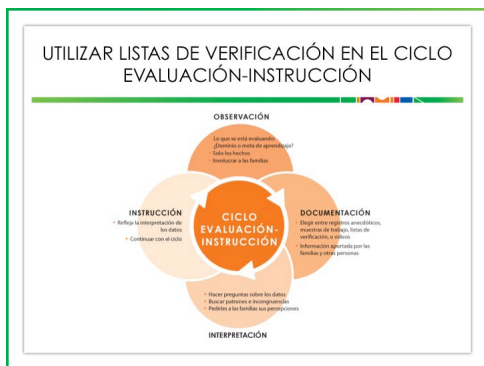 UTILIZAR LISTAS DE VERIFICACIÓN EN EL CICLO
EVALUACIÓN-INSTRUCCIÓN
OBSERVACIÓN
Lo que se está evaluando:
¿Dominio o meta de aprendizaje?
- Solo los hechos
- Involucrar a las familias
INSTRUCCIÓN
- Refleja la interpretación de
los datos
- Continuar con el ciclo
CICLO
EVALUACIÓN-
INSTRUCCIÓN
DOCUMENTACIÓN
- Elegir entre registros anecdóticos,
muestras de trabajo, listas de
verificación, o videos
- Información aportada por las
familias y otras personas
- Hacer preguntas sobre los datos
- Buscar patrones e incongruencias
- Pedirles a las familias sus percepciones
INTERPRETACIÓN